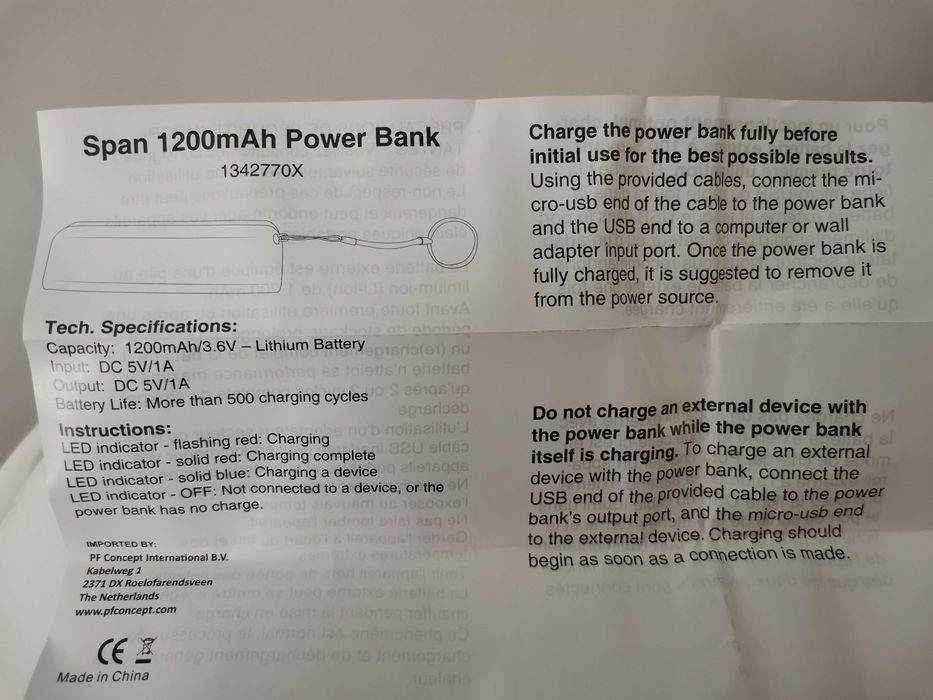 Span 1200mAh Power Bank
1342770X
Tech. Specifications:
Capacity: 1200mAh/3.6V – Lithium Battery
Input: DC 5V/1A
Output: DC 5V/1A
Battery Life: More than 500 charging cycles
Instructions:
LED indicator - flashing red: Charging
LED indicator - solid red: Charging complete
LED indicator - solid blue: Charging a device
LED indicator - OFF: Not connected to a device, or the
power bank has no charge.
IMPORTED BY:
PF Concept International B.V.
Kabelweg 1
2371 DX Roelofarendsveen
The Netherlands
www.pfconcept.com
CE
Made in China
Charge the power bank fully before
initial use for the best possible results.
Using the provided cables, connect the mi-
cro-usb end of the cable to the power bank
and the USB end to a computer or wall
adapter input port. Once the power bank is
fully charged, it is suggested to remove it
from the power source.
Do not charge an external device with
the power bank while the power bank
itself is charging. To charge an external
device with the power bank, connect the
USB end of the provided cable to the power
bank's output port, and the micro-usb end
to the external device. Charging should
begin as soon as a connection is made.